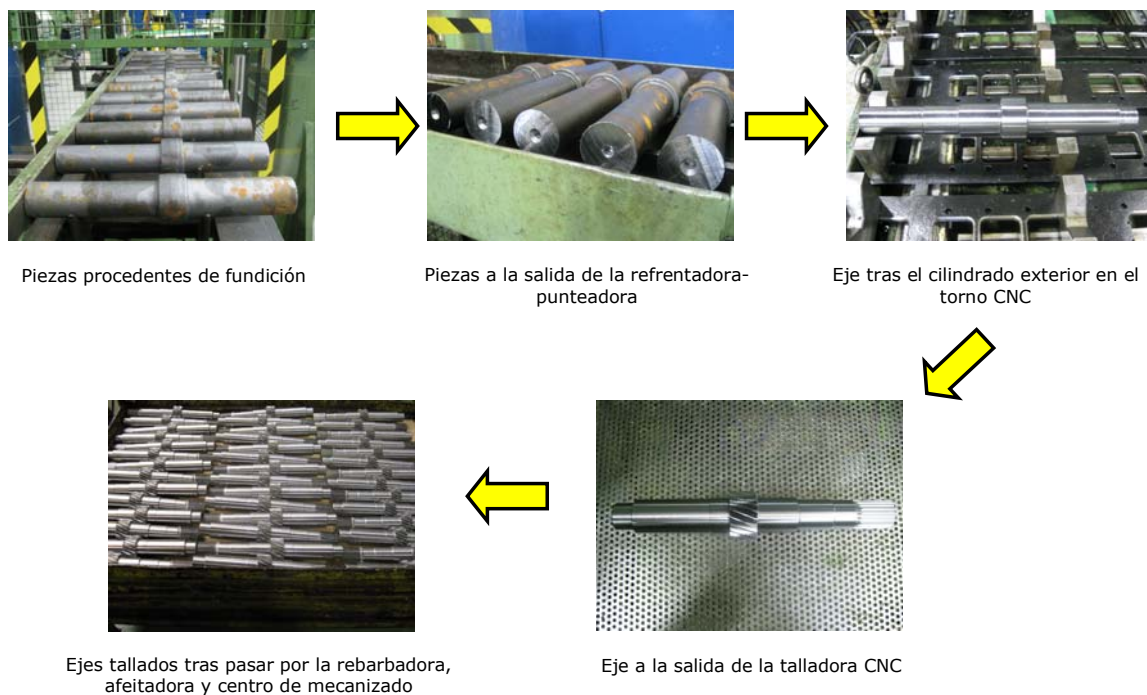 Piezas procedentes de fundición
Piezas a la salida de la refrentadora-
punteadora
Eje tras el cilindrado exterior en el
torno CNC
Ejes tallados tras pasar por la rebarbadora,
afeitadora y centro de mecanizado
Eje a la salida de la talladora CNC